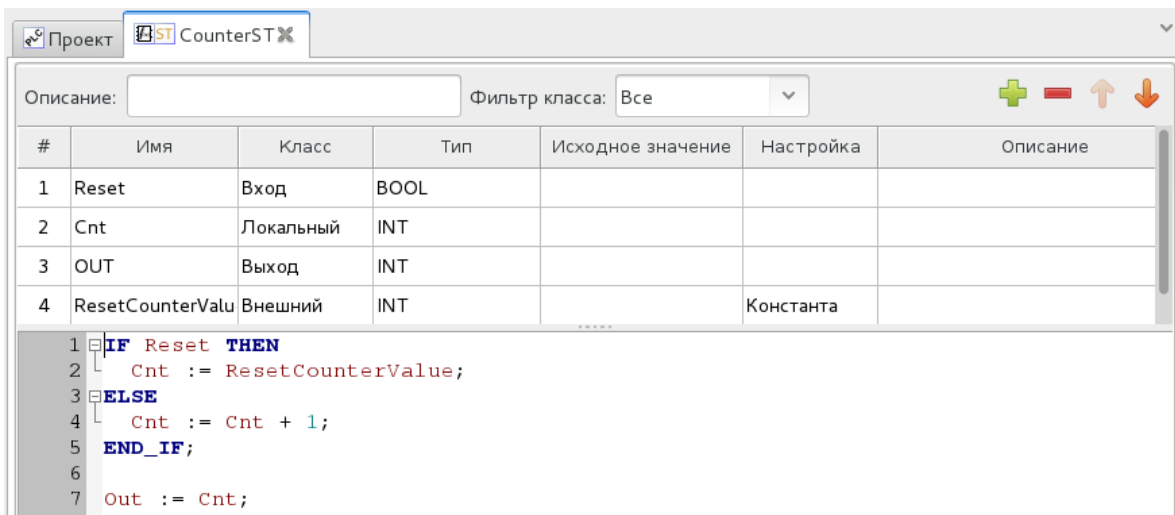 PLC Проект ST CounterST
Описание: Фильтр класса: Все
# Имя Класс Тип Исходное значение Настройка Описание
1 Reset Вход BOOL
2 Cnt Локальный INT
3 OUT Выход INT
4 ResetCounterValu Внешний INT Константа
1 IF Reset THEN
2 Cnt := ResetCounterValue;
3 ELSE
4 Cnt := Cnt + 1;
5 END_IF;
6
7 Out := Cnt;